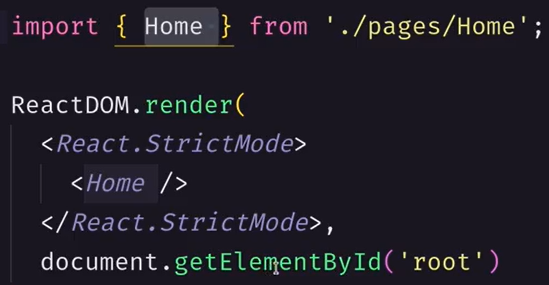 import { Home } from './pages/Home';
ReactDOM.render(
<React.StrictMode>
<Home />
</React.StrictMode>,
document.getElementById('root')